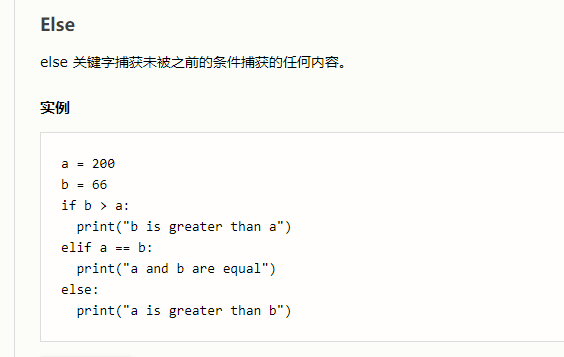 Else
else 关键字捕获未被之前的条件捕获的任何内容。
实例
a = 200
b = 66
if b > a:
  print("b is greater than a")
elif a == b:
  print("a and b are equal")
else:
  print("a is greater than b")